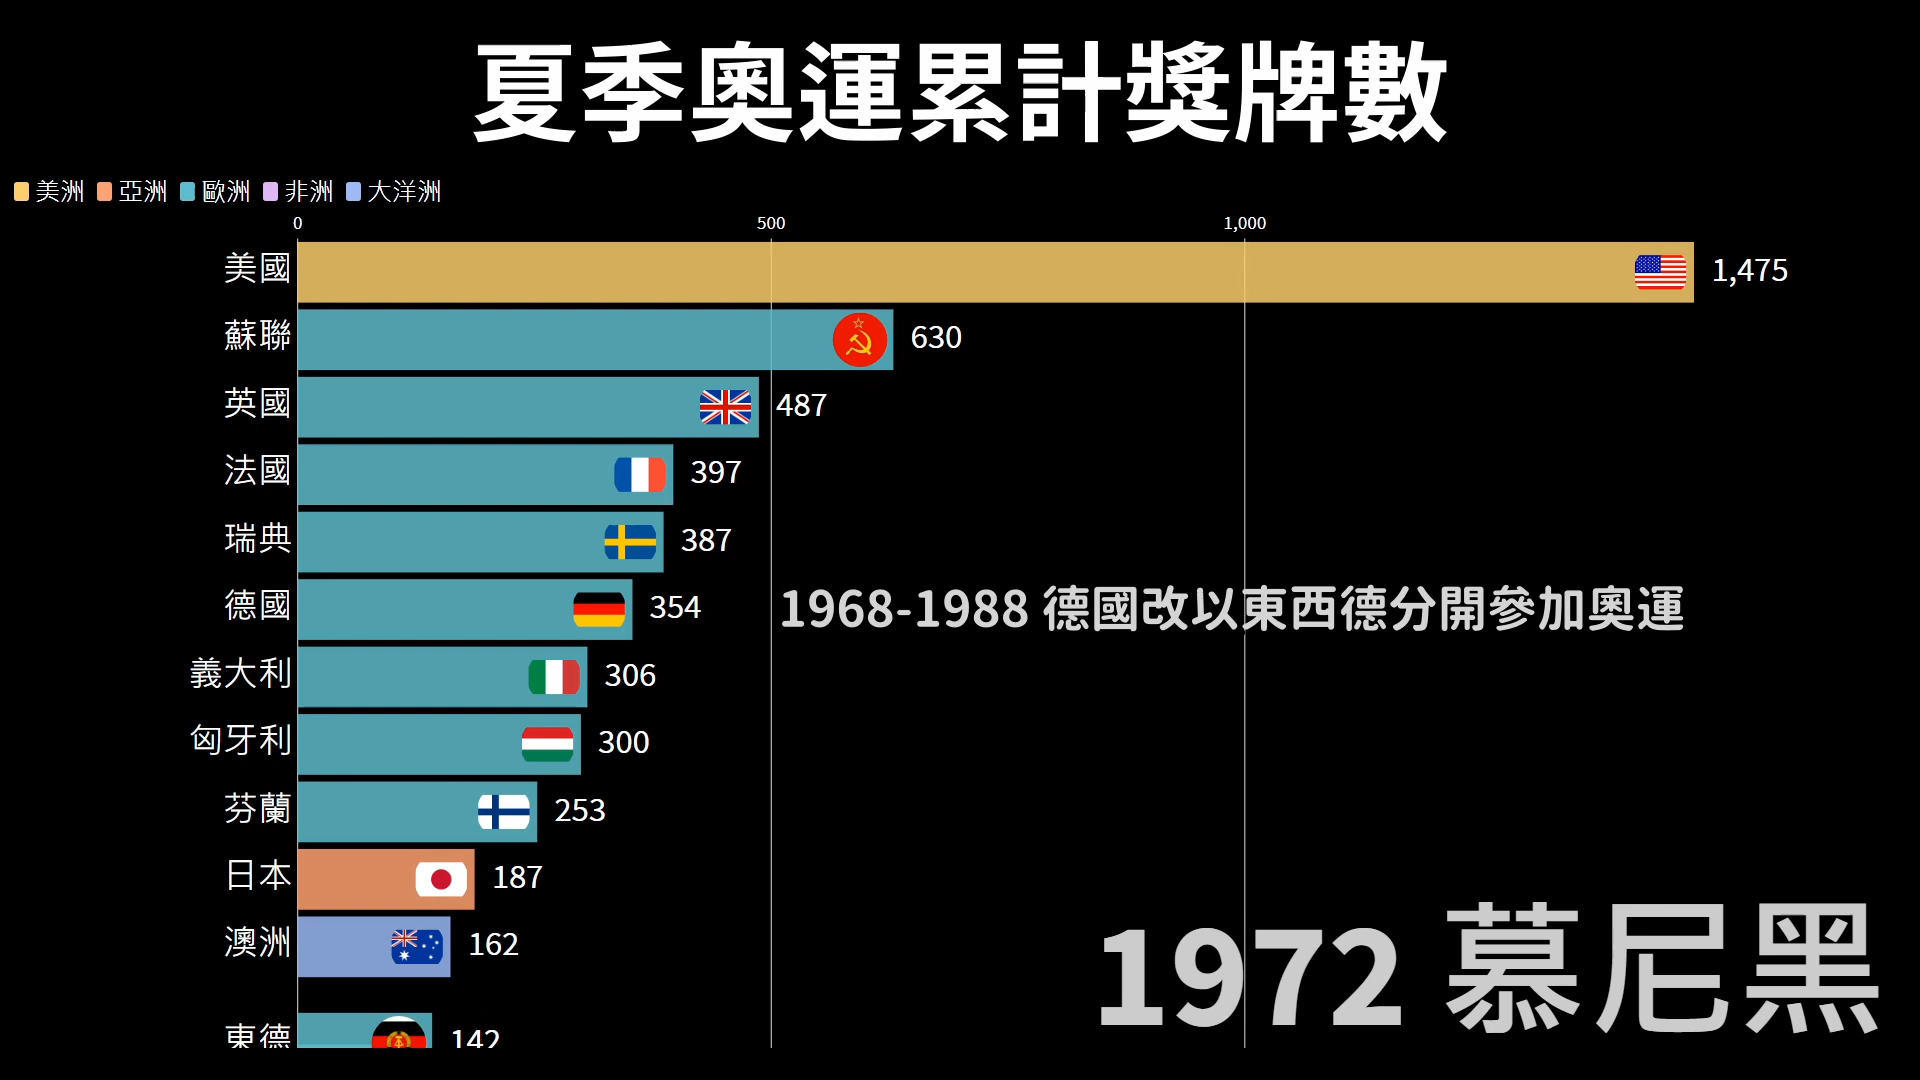 夏季奧運累計獎牌數
美洲 亞洲 歐洲 非洲 大洋洲
0 500 1,000
美國 1,475
蘇聯 630
英國 487
法國 397
瑞典 387
德國 354 1968-1988 德國改以東西德分開參加奧運
義大利 306
匈牙利 300
芬蘭 253
日本 187
澳洲 162
東德 142
1972 慕尼黑